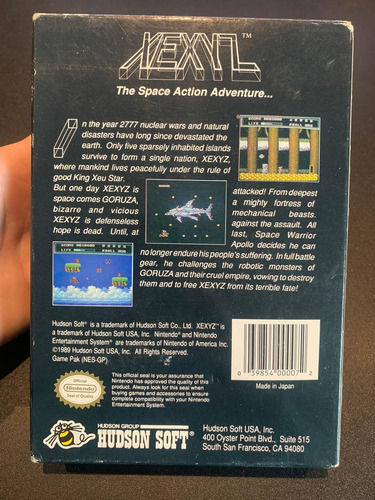 XEXYZ™
The Space Action Adventure...
In the year 2777 nuclear wars and natural
disasters have long since devastated the
earth. Only five sparsely inhabited islands
survive to form a single nation, XEXYZ,
where mankind lives peacefully under the rule of
good King Xeu Star.
But one day XEXYZ is attacked! From deepest
space comes GORUZA, a mighty fortress of
bizarre and vicious mechanical beasts.
XEXYZ is defenseless against the assault. All
hope is dead. Until, at last, Space Warrior
Apollo decides he can
no longer endure his people's suffering. In full battle
gear, he challenges the robotic monsters of
GORUZA and their cruel empire, vowing to destroy
them and to free XEXYZ from its terrible fate!
Hudson Soft® is a trademark of Hudson Soft Co., Ltd. XEXYZ™ is
a trademark of Hudson Soft USA, Inc. Nintendo® and Nintendo
Entertainment System® are trademarks of Nintendo of America Inc.
©1989 Hudson Soft USA, Inc. All Rights Reserved.
Game Pak (NES-GP)
0 39854 00007 2
Made in Japan
Official
Nintendo
Seal of Quality
This official seal is your assurance that
Nintendo has approved the quality of this
product. Always look for this seal when
buying games and accessories to ensure
complete compatibility with your Nintendo
Entertainment System.
HUDSON GROUP
HUDSON SOFT®
Hudson Soft USA, Inc.
400 Oyster Point Blvd., Suite 515
South San Francisco, CA 94080